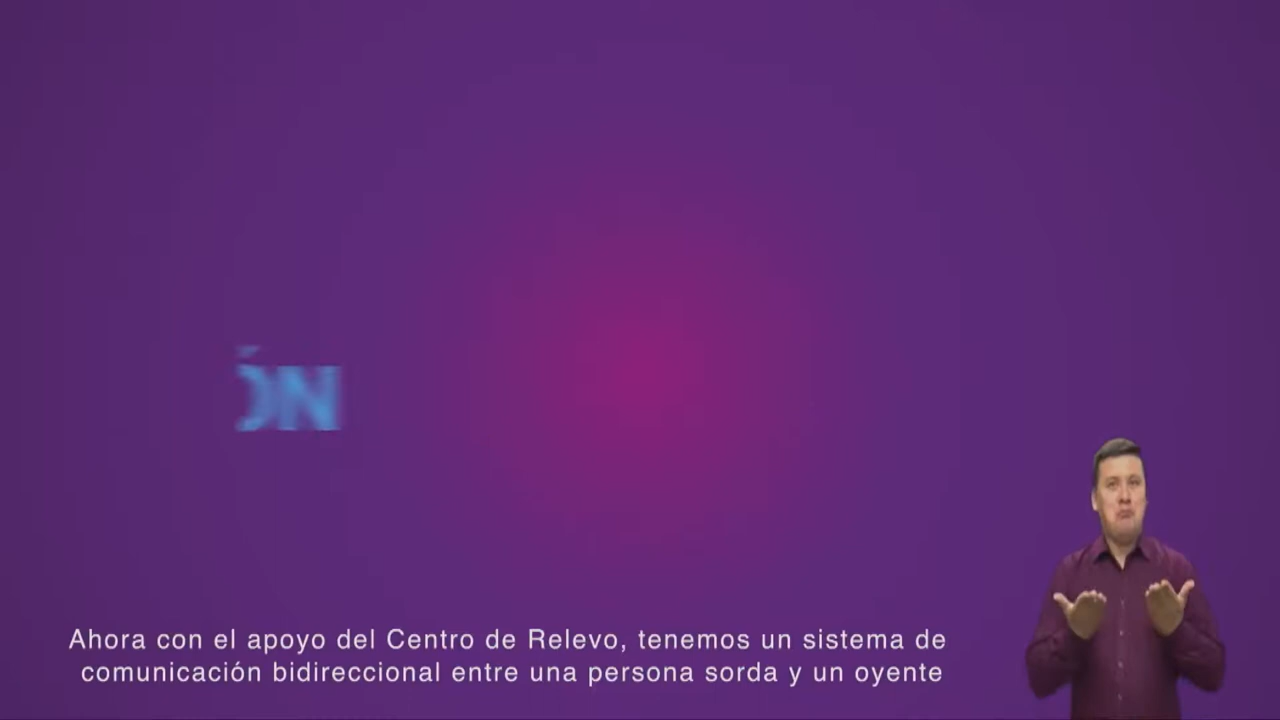 ÓN
Ahora con el apoyo del Centro de Relevo, tenemos un sistema de
comunicación bidireccional entre una persona sorda y un oyente